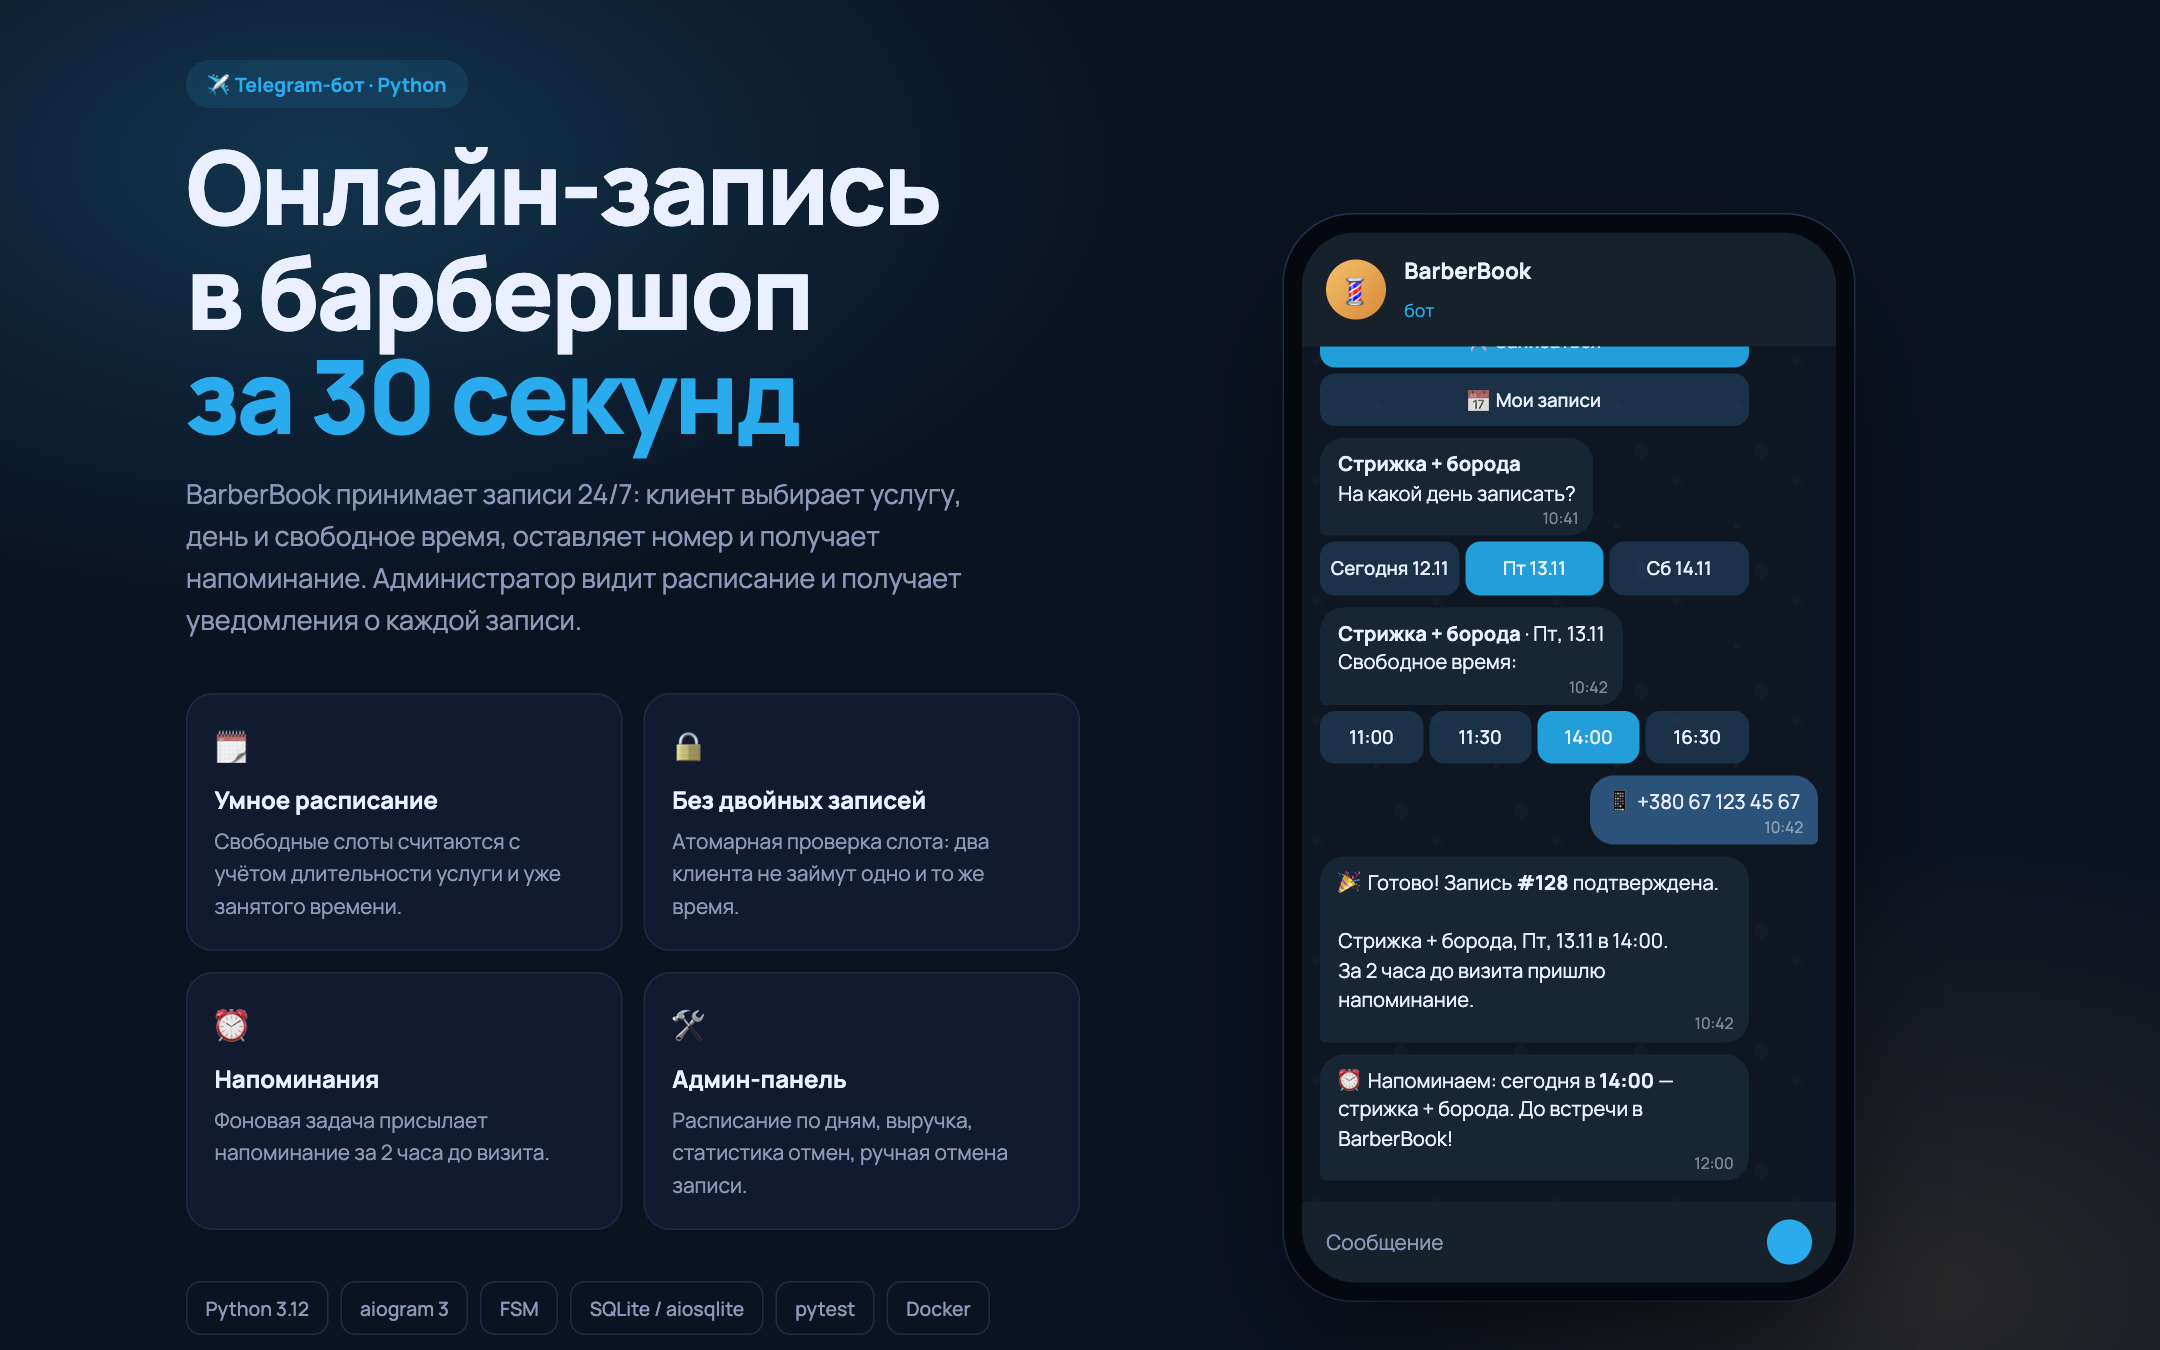 Telegram-бот · Python
Онлайн-запись
в барбершоп
за 30 секунд
BarberBook принимает записи 24/7: клиент выбирает услугу,
день и свободное время, оставляет номер и получает
напоминание. Администратор видит расписание и получает
уведомления о каждой записи.
Умное расписание
Свободные слоты считаются с
учётом длительности услуги и уже
занятого времени.
Без двойных записей
Атомарная проверка слота: два
клиента не займут одно и то же
время.
Напоминания
Фоновая задача присылает
напоминание за 2 часа до визита.
Админ-панель
Расписание по дням, выручка,
статистика отмен, ручная отмена
записи.
Python 3.12
aiogram 3
FSM
SQLite / aiosqlite
pytest
Docker
BarberBook
бот
17 Мои записи
Стрижка + борода
На какой день записать?
10:41
Сегодня 12.11
Пт 13.11
Сб 14.11
Стрижка + борода · Пт, 13.11
Свободное время:
10:42
11:00
11:30
14:00
16:30
+380 67 123 45 67
10:42
Готово! Запись #128 подтверждена.
Стрижка + борода, Пт, 13.11 в 14:00.
За 2 часа до визита пришлю
напоминание.
10:42
Напоминаем: сегодня в 14:00 —
стрижка + борода. До встречи в
BarberBook!
12:00
Сообщение